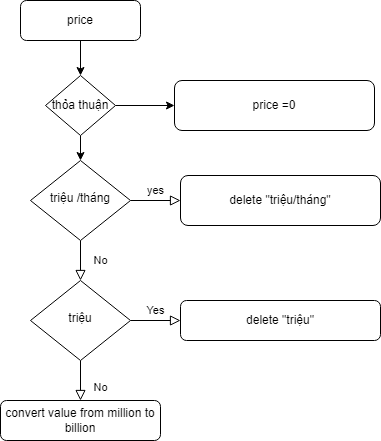 price
thỏa thuận
price =0
triệu /tháng
yes
delete "triệu/tháng"
No
triệu
Yes
delete "triệu"
No
convert value from million to
billion